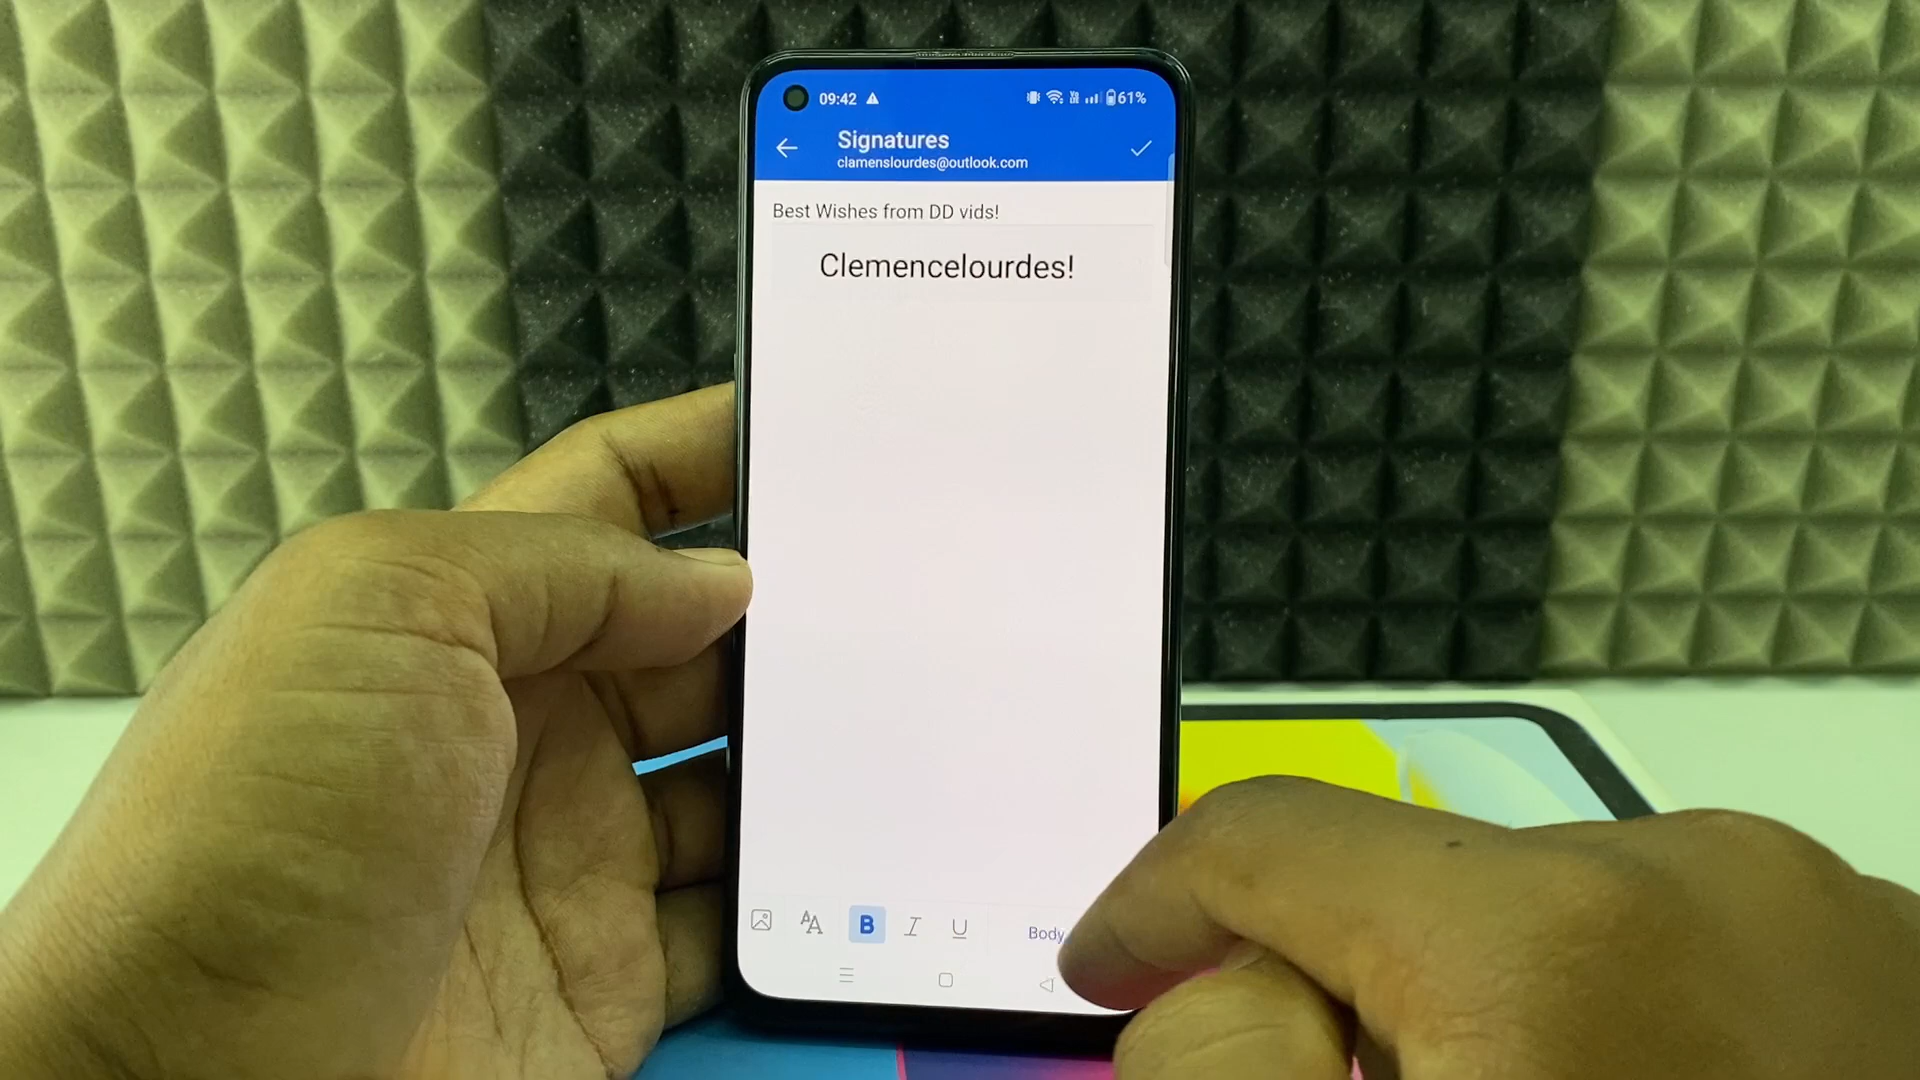 09:42 61%
Signatures
clamenslourdes@outlook.com
Best Wishes from DD vids!
Clemencelourdes!
B I U Body